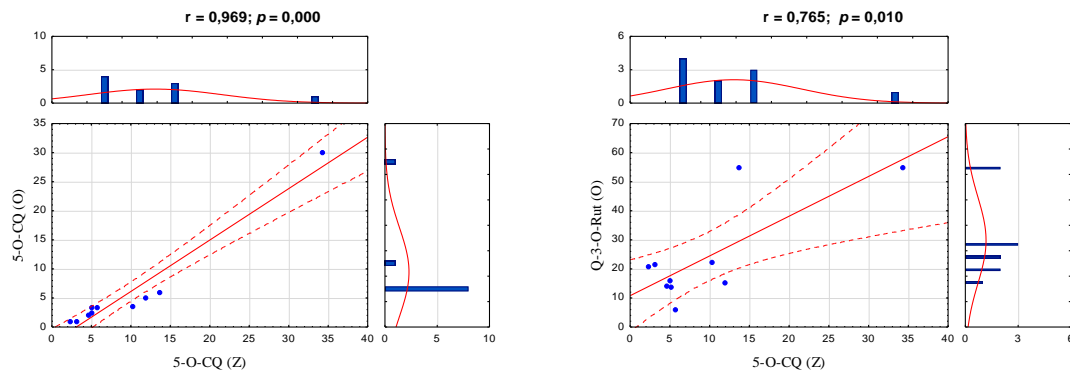 r = 0,969; p = 0,000
10
5
0
35
30
25
20
15
10
5
0
5-O-CQ (O)
0 5 10 15 20 25 30 35 40
5-O-CQ (Z)
0 5 10
r = 0,765; p = 0,010
6
3
0
70
60
50
40
30
20
10
0
Q-3-O-Rut (O)
0 5 10 15 20 25 30 35 40
5-O-CQ (Z)
0 3 6